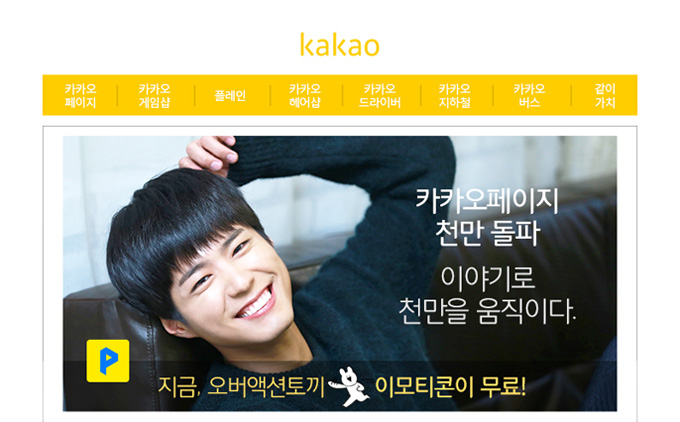 kakao
카카오
페이지
카카오
게임샵
플레인
카카오
헤어샵
카카오
드라이버
카카오
지하철
카카오
버스
같이
가치
카카오페이지
천만 돌파
이야기로
천만을 움직이다.
P
지금, 오버액션토끼 이모티콘이 무료!